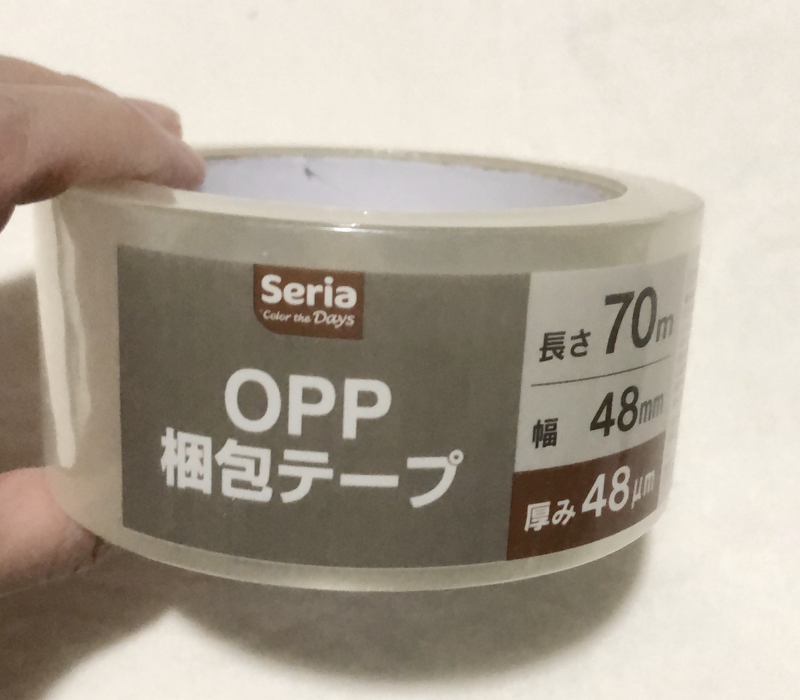 Seria
Color the Days
OPP
梱包テープ
長さ 70m
幅 48mm
厚み 48μm